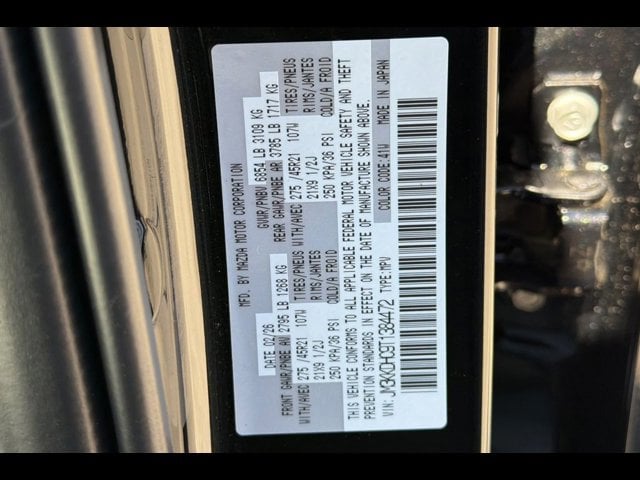 MFD. BY MAZDA MOTOR CORPORATION
DATE 02/26 GVWR/PNBV 6854 LB 3109 KG
FRONT GAWR/PNBE AV 2795 LB 1268 KG REAR GAWR/PNBE AR 3785 LB 1717 KG
WITH/AVEC 275 /45R21 107W TIRES/PNEUS WITH/AVEC 275 /45R21 107W TIRES/PNEUS
21X9 1/2J RIMS/JANTES 21X9 1/2J RIMS/JANTES
250 KPA/36 PSI COLD/A FROID 250 KPA/36 PSI COLD/A FROID
THIS VEHICLE CONFORMS TO ALL APPLICABLE FEDERAL MOTOR VEHICLE SAFETY AND THEFT
PREVENTION STANDARDS IN EFFECT ON THE DATE OF MANUFACTURE SHOWN ABOVE.
VIN: JM3KKDHC9T1384472 TYPE:MPV COLOR CODE:41W MADE IN JAPAN